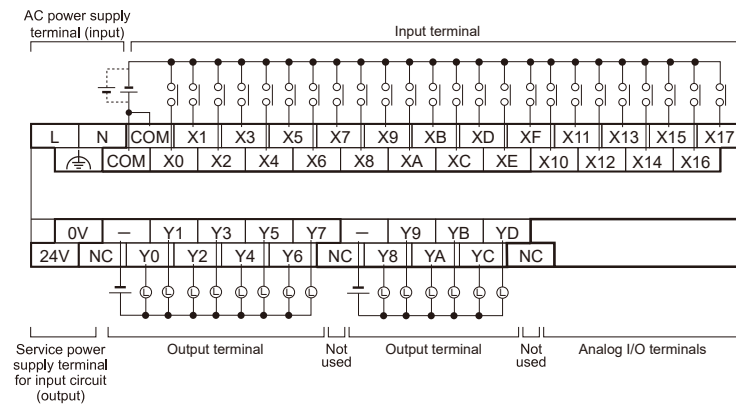 AC power supply
terminal (input)
Input terminal
L N COM X1 X3 X5 X7 X9 XB XD XF X11 X13 X15 X17
COM X0 X2 X4 X6 X8 XA XC XE X10 X12 X14 X16
0V — Y1 Y3 Y5 Y7 — Y9 YB YD
24V NC Y0 Y2 Y4 Y6 NC Y8 YA YC NC
L L L L L L L L L L L L L L
Service power
supply terminal
for input circuit
(output)
Output terminal
Not
used
Output terminal
Not
used
Analog I/O terminals